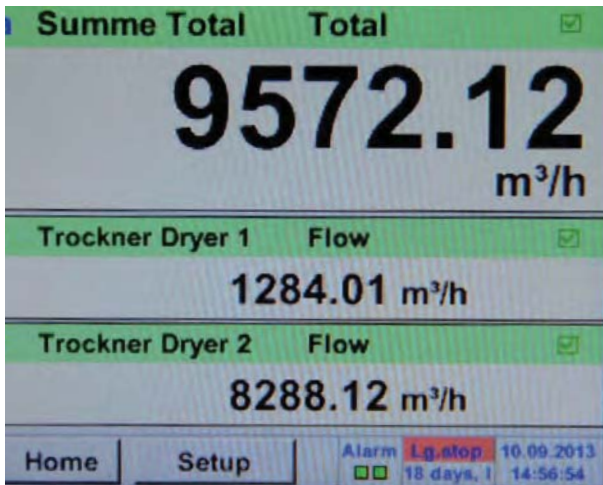 Summe Total Total
9572.12
m³/h
Trockner Dryer 1 Flow
1284.01 m³/h
Trockner Dryer 2 Flow
8288.12 m³/h
Home Setup Alarm Lg.stop 10.09.2013
18 days, 14:56:54